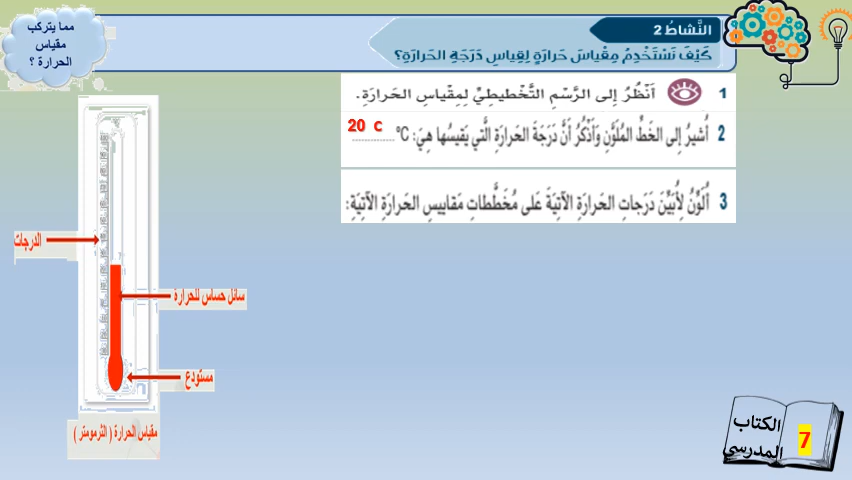 النَّشاطُ 2
كَيْفَ نَسْتَخْدِمُ مِقْياسَ حَرارَةٍ لِقِياسِ دَرَجَةِ الحَرارَةِ؟
مما يتركب
مقياس
الحرارة ؟
1 أَنْظُرُ إِلى الرَّسْمِ التَّخْطيطِيِّ لِمِقْياسِ الحَرارَةِ.
2 أُشيرُ إِلى الخَطِّ المُلَوَّنِ وَأَذْكُرُ أَنَّ دَرَجَةَ الحَرارَةِ الَّتي يَقيسُها هِيَ: °C ............
20 C
3 أُلَوِّنُ لِأُبَيِّنَ دَرَجاتِ الحَرارَةِ الآتِيَةَ عَلى مُخَطَّطاتِ مَقاييسِ الحَرارَةِ الآتِيَةِ:
الدرجات
سائل حساس للحرارة
مستودع
مقياس الحرارة ( الثرمومتر )
الكتاب
المدرسي
7